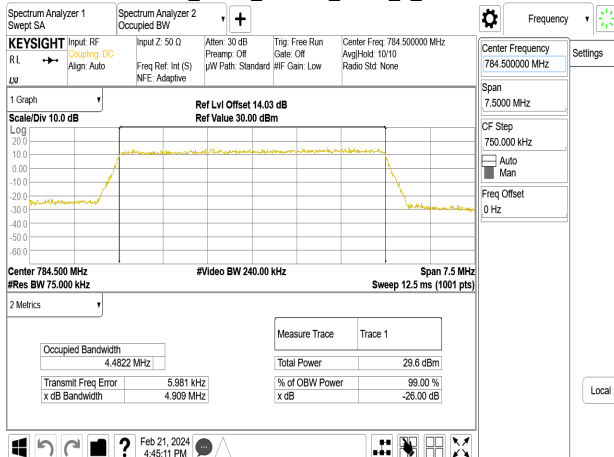 Spectrum Analyzer 1
Swept SA
Spectrum Analyzer 2
Occupied BW
+
Frequency
KEYSIGHT
R L
Input: RF
Coupling: DC
Align: Auto
Input Z: 50 Ω
Freq Ref: Int (S)
NFE: Adaptive
Atten: 30 dB
Preamp: Off
µW Path: Standard
Trig: Free Run
Gate: Off
#IF Gain: Low
Center Freq: 784.500000 MHz
Avg|Hold: 10/10
Radio Std: None
Center Frequency
784.500000 MHz
Settings
Span
7.5000 MHz
CF Step
750.000 kHz
Auto
Man
Freq Offset
0 Hz
Local
1 Graph
Scale/Div 10.0 dB
Ref Lvl Offset 14.03 dB
Ref Value 30.00 dBm
Log
20.0
10.0
0.00
-10.0
-20.0
-30.0
-40.0
-50.0
-60.0
Center 784.500 MHz
#Video BW 240.00 kHz
Span 7.5 MHz
#Res BW 75.000 kHz
Sweep 12.5 ms (1001 pts)
2 Metrics
Measure Trace Trace 1
Occupied Bandwidth
4.4822 MHz
Total Power 29.6 dBm
Transmit Freq Error 5.981 kHz
% of OBW Power 99.00 %
x dB Bandwidth 4.909 MHz
x dB -26.00 dB
?
Feb 21, 2024
4:45:11 PM